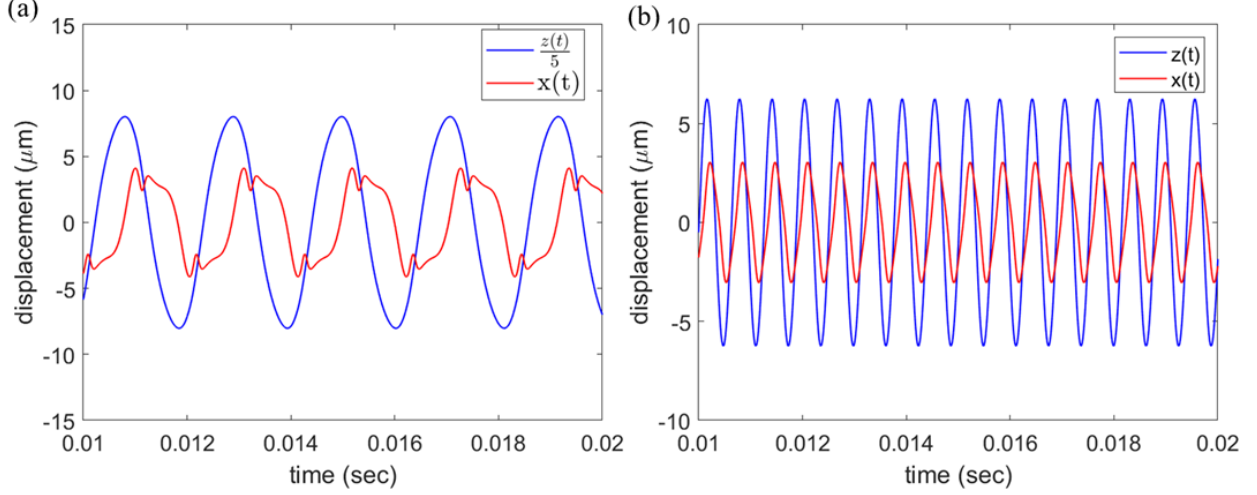 (a)
15
10
5
0
-5
-10
-15
displacement (μm)
0.01
0.012
0.014
0.016
0.018
0.02
time (sec)
z(t)/5
x(t)
(b)
10
5
0
-5
-10
displacement (μm)
0.01
0.012
0.014
0.016
0.018
0.02
time (sec)
z(t)
x(t)